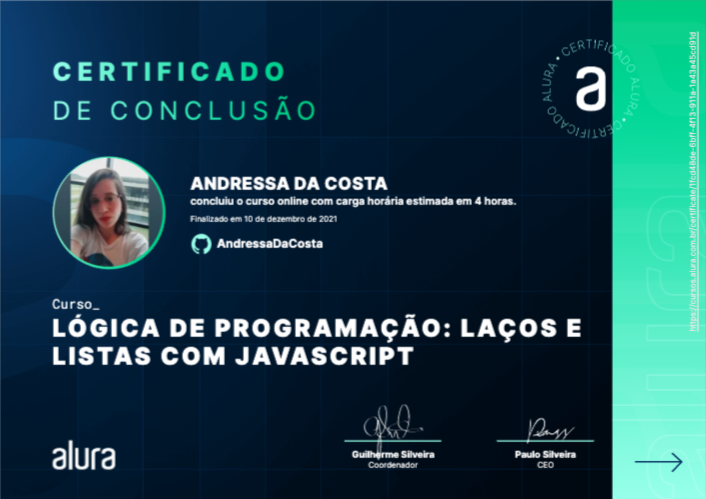 CERTIFICADO
DE CONCLUSÃO
ALURA • CERTIFICADO ALURA • CERTIFICADO
a
ANDRESSA DA COSTA
concluiu o curso online com carga horária estimada em 4 horas.
Finalizado em 10 de dezembro de 2021
AndressaDaCosta
Curso_
LÓGICA DE PROGRAMAÇÃO: LAÇOS E
LISTAS COM JAVASCRIPT
alura
Guilherme Silveira
Coordenador
Paulo Silveira
CEO